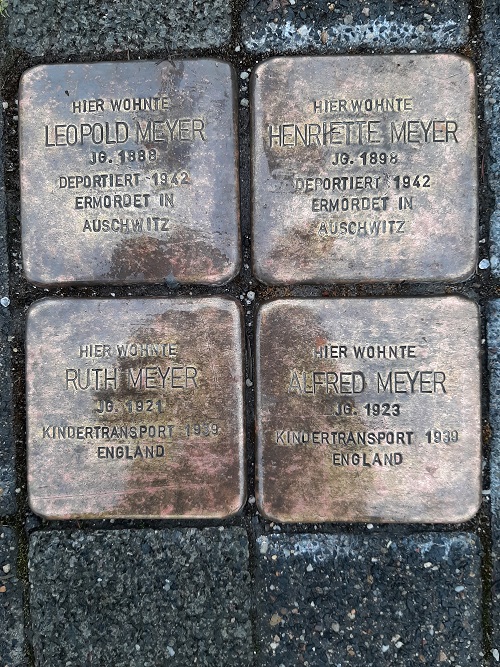 HIER WOHNTE
LEOPOLD MEYER
JG. 1888
DEPORTIERT 1942
ERMORDET IN
AUSCHWITZ
HIER WOHNTE
HENRIETTE MEYER
JG. 1898
DEPORTIERT 1942
ERMORDET IN
AUSCHWITZ
HIER WOHNTE
RUTH MEYER
JG. 1921
KINDERTRANSPORT 1939
ENGLAND
HIER WOHNTE
ALFRED MEYER
JG. 1923
KINDERTRANSPORT 1939
ENGLAND